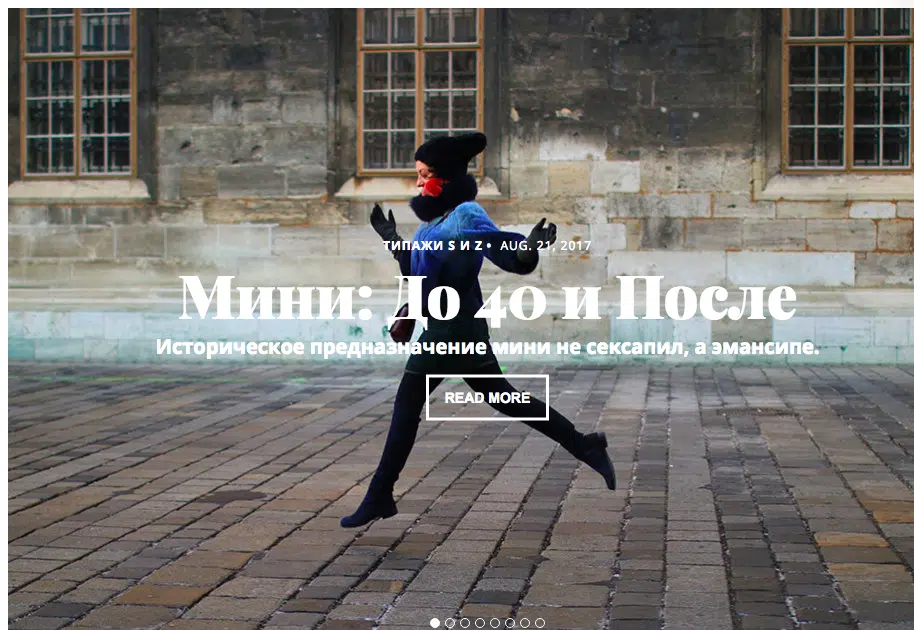 ТИПАЖИ S И Z • AUG. 21, 2017
Мини: До 40 и После
Историческое предназначение мини не сексапил, а эмансипе.
READ MORE